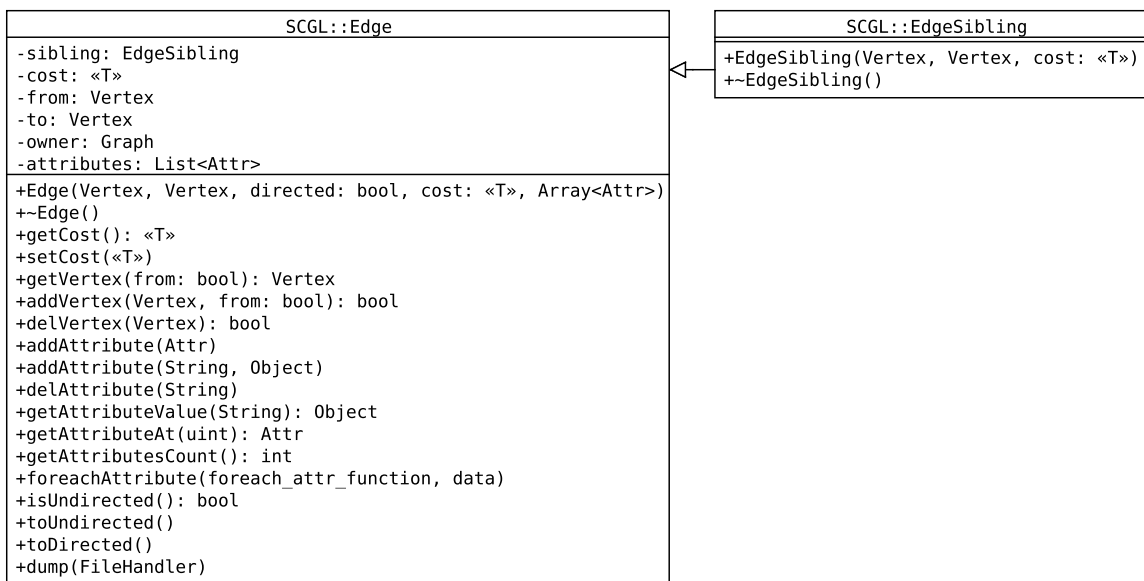 SCGL::Edge
-sibling: EdgeSibling
-cost: «T»
-from: Vertex
-to: Vertex
-owner: Graph
-attributes: List<Attr>
+Edge(Vertex, Vertex, directed: bool, cost: «T», Array<Attr>)
+~Edge()
+getCost(): «T»
+setCost(«T»)
+getVertex(from: bool): Vertex
+addVertex(Vertex, from: bool): bool
+delVertex(Vertex): bool
+addAttribute(Attr)
+addAttribute(String, Object)
+delAttribute(String)
+getAttributeValue(String): Object
+getAttributeAt(uint): Attr
+getAttributesCount(): int
+foreachAttribute(foreach_attr_function, data)
+isUndirected(): bool
+toUndirected()
+toDirected()
+dump(FileHandler)
SCGL::EdgeSibling
+EdgeSibling(Vertex, Vertex, cost: «T»)
+~EdgeSibling()